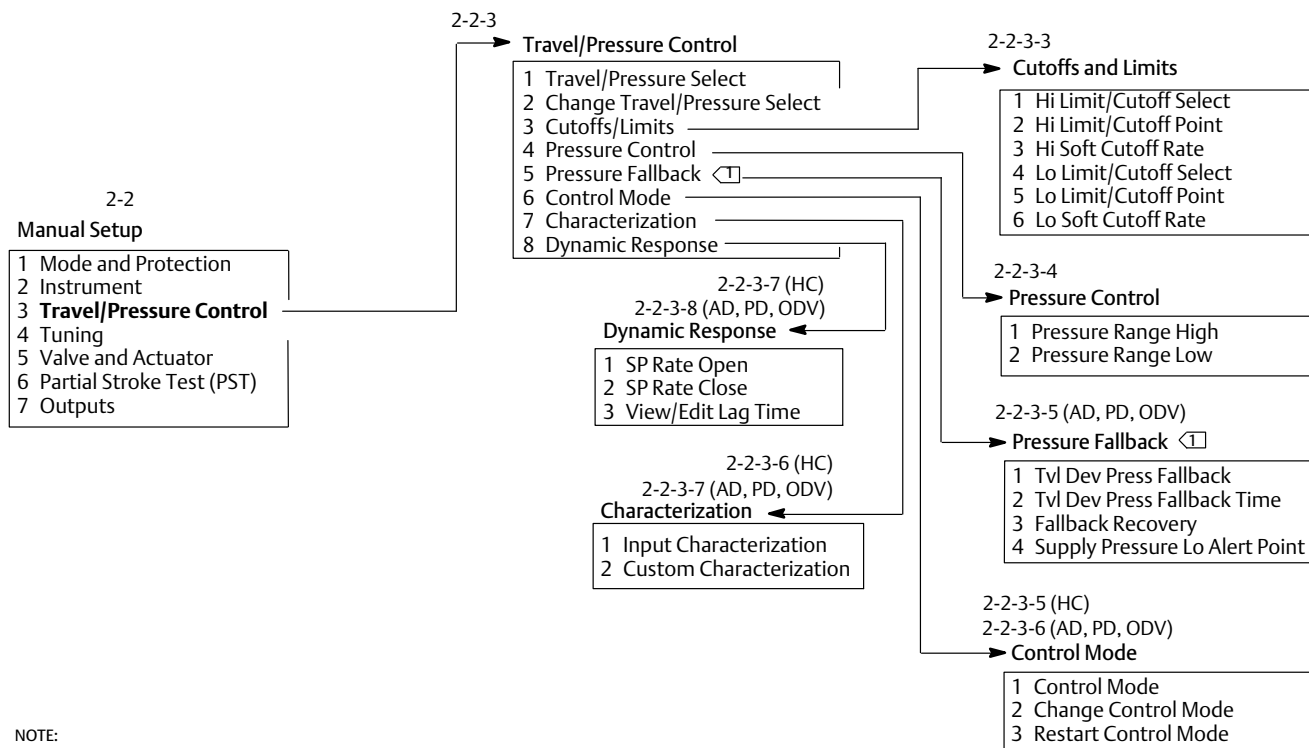 2-2
Manual Setup
1 Mode and Protection
2 Instrument
3 Travel/Pressure Control
4 Tuning
5 Valve and Actuator
6 Partial Stroke Test (PST)
7 Outputs
2-2-3
Travel/Pressure Control
1 Travel/Pressure Select
2 Change Travel/Pressure Select
3 Cutoffs/Limits
4 Pressure Control
5 Pressure Fallback 1
6 Control Mode
7 Characterization
8 Dynamic Response
2-2-3-7 (HC)
2-2-3-8 (AD, PD, ODV)
Dynamic Response
1 SP Rate Open
2 SP Rate Close
3 View/Edit Lag Time
2-2-3-6 (HC)
2-2-3-7 (AD, PD, ODV)
Characterization
1 Input Characterization
2 Custom Characterization
2-2-3-3
Cutoffs and Limits
1 Hi Limit/Cutoff Select
2 Hi Limit/Cutoff Point
3 Hi Soft Cutoff Rate
4 Lo Limit/Cutoff Select
5 Lo Limit/Cutoff Point
6 Lo Soft Cutoff Rate
2-2-3-4
Pressure Control
1 Pressure Range High
2 Pressure Range Low
2-2-3-5 (AD, PD, ODV)
Pressure Fallback 1
1 Tvl Dev Press Fallback
2 Tvl Dev Press Fallback Time
3 Fallback Recovery
4 Supply Pressure Lo Alert Point
2-2-3-5 (HC)
2-2-3-6 (AD, PD, ODV)
Control Mode
1 Control Mode
2 Change Control Mode
3 Restart Control Mode
NOTE: